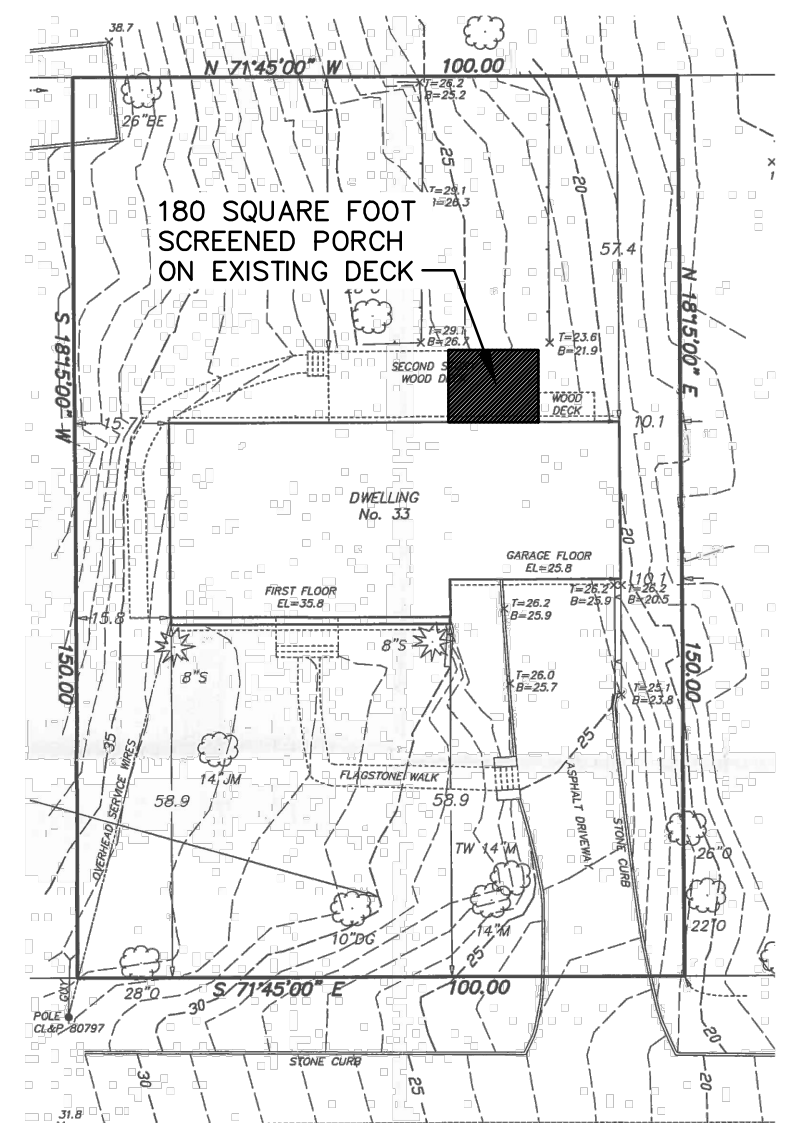 38.7
N 71°45'00" W
100.00
T=26.2
B=25.2
26"BE
25
20
T=29.1
180 SQUARE FOOT
SCREENED PORCH
ON EXISTING DECK
57.4
N 18°15'00" E
S 18°15'00" W
T=29.1
B=26.7
T=23.6
B=21.9
SECOND
WOOD
WOOD
DECK
15.7
10.1
DWELLING
No. 33
20
GARAGE FLOOR
EL=25.8
FIRST FLOOR
EL=35.8
10.1
T=26.2
B=25.9
T=26.2
B=20.5
T=26.2
B=25.9
15.8
8"S
8"S
150.00
150.00
T=26.0
B=25.7
T=25.1
B=23.8
35
25
OVERHEAD SERVICE WIRES
14"JM
FLAGSTONE WALK
58.9
58.9
ASPHALT DRIVEWAY
STONE CURB
TW 14"M
26"O
14"M
22"O
10"DG
25
28"O
S 71°45'00" E
100.00
GUY
POLE
CL&P 80797
30
20
STONE CURB
30
25
20
31.8